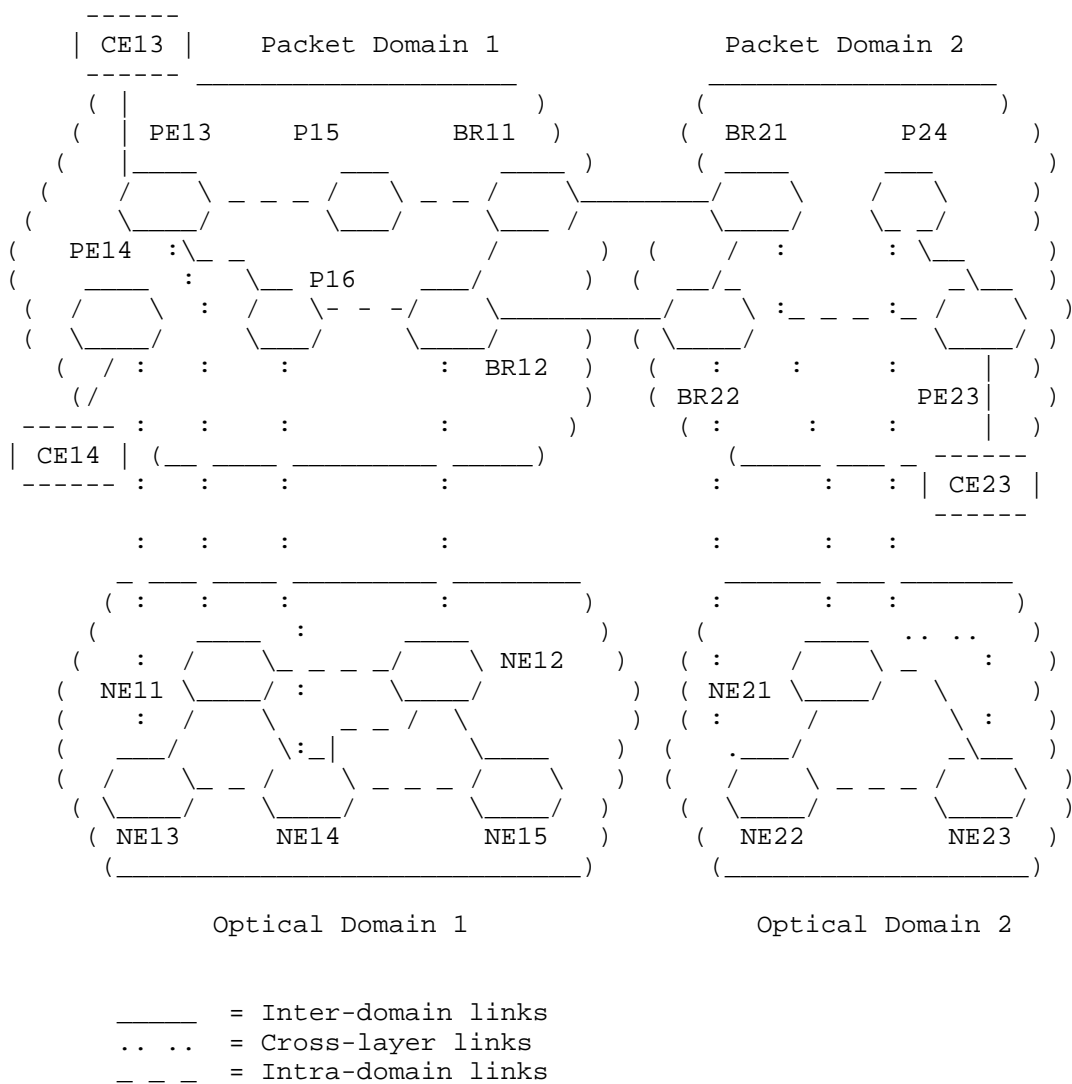 CE13 Packet Domain 1 Packet Domain 2
PE13 P15 BR11 BR21 P24
PE14
P16
BR12
BR22 PE23
CE14
CE23
NE12
NE11 NE21
NE13 NE14 NE15 NE22 NE23
Optical Domain 1 Optical Domain 2
_____ = Inter-domain links
.. .. = Cross-layer links
_ _ _ = Intra-domain links